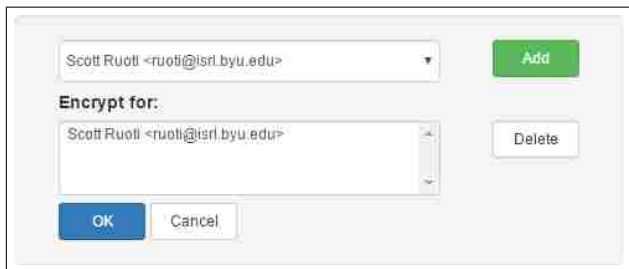 Scott Ruoti <ruoti@isrl.byu.edu> Add
Encrypt for:
Scott Ruoti <ruoti@isrl.byu.edu> Delete
OK Cancel